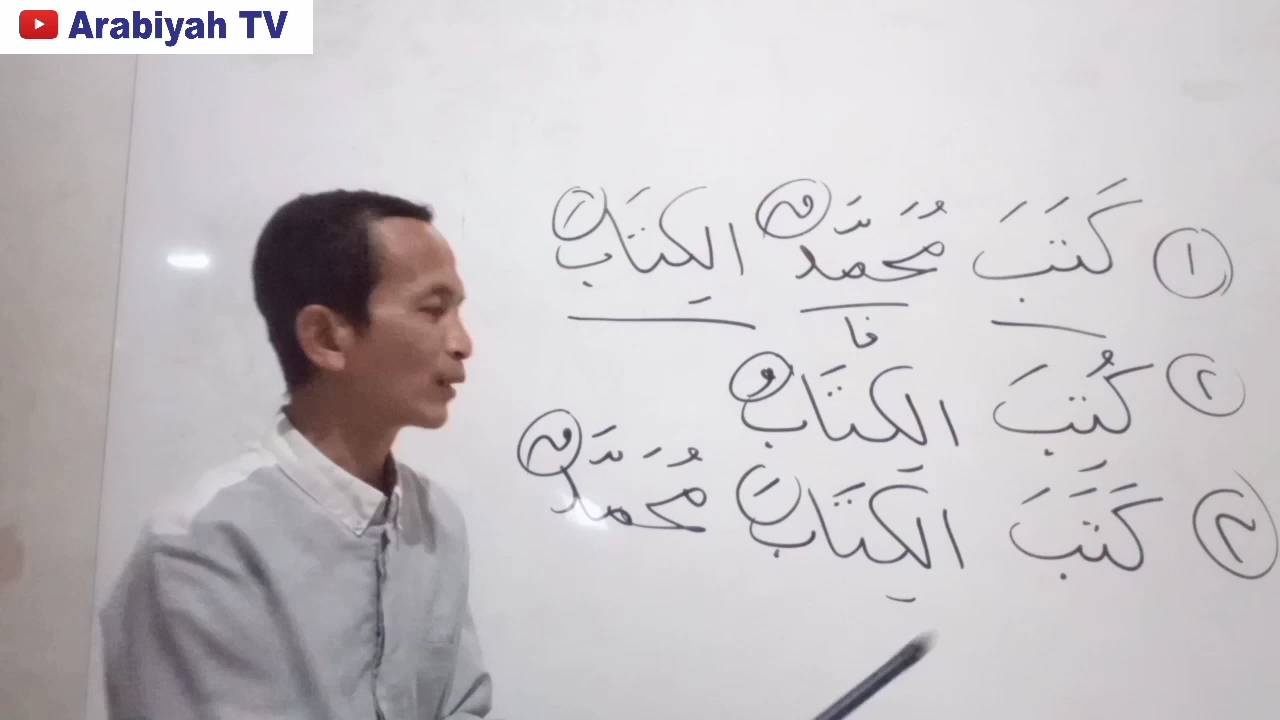 Arabiyah TV
١ كَتَبَ مُحَمَّدٌ الكِتَابَ
فا
٢ كُتِبَ الكِتَابُ
٣ كَتَبَ الكِتَابَ مُحَمَّدٌ